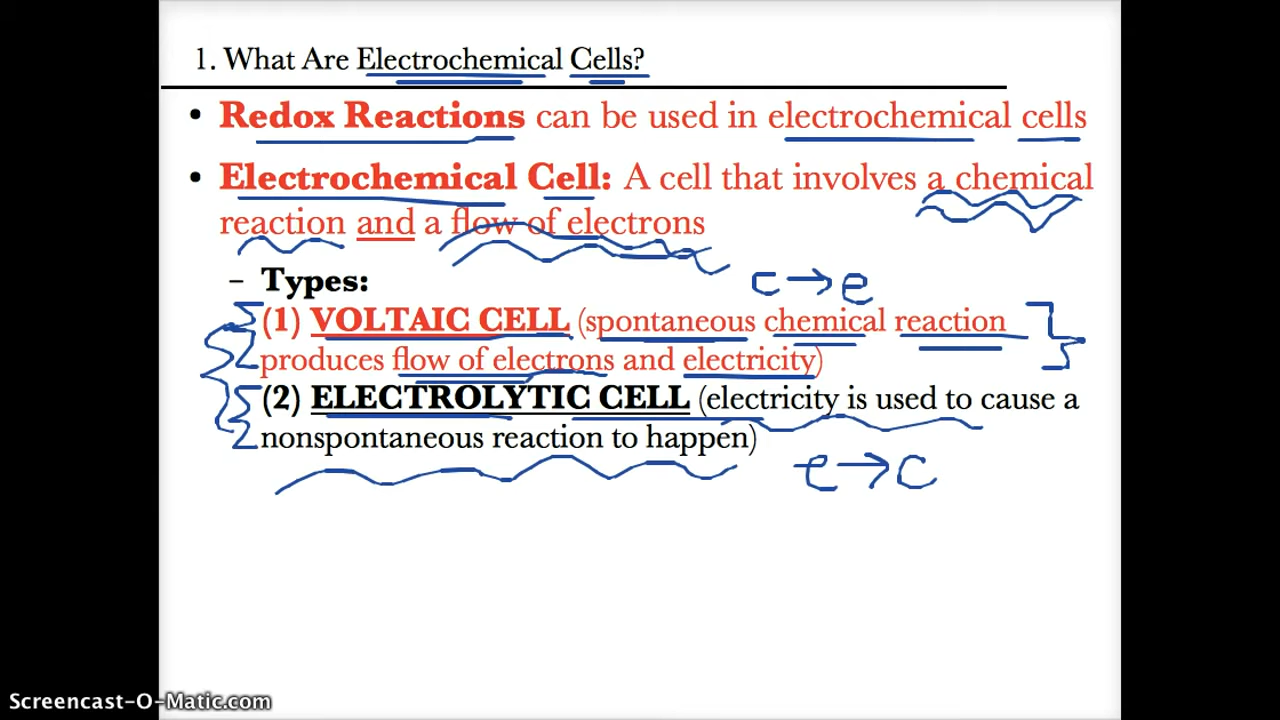 1. What Are Electrochemical Cells?
• Redox Reactions can be used in electrochemical cells
• Electrochemical Cell: A cell that involves a chemical
reaction and a flow of electrons
– Types:
c → e
(1) VOLTAIC CELL (spontaneous chemical reaction
produces flow of electrons and electricity)
(2) ELECTROLYTIC CELL (electricity is used to cause a
nonspontaneous reaction to happen)
e → c
Screencast-O-Matic.com